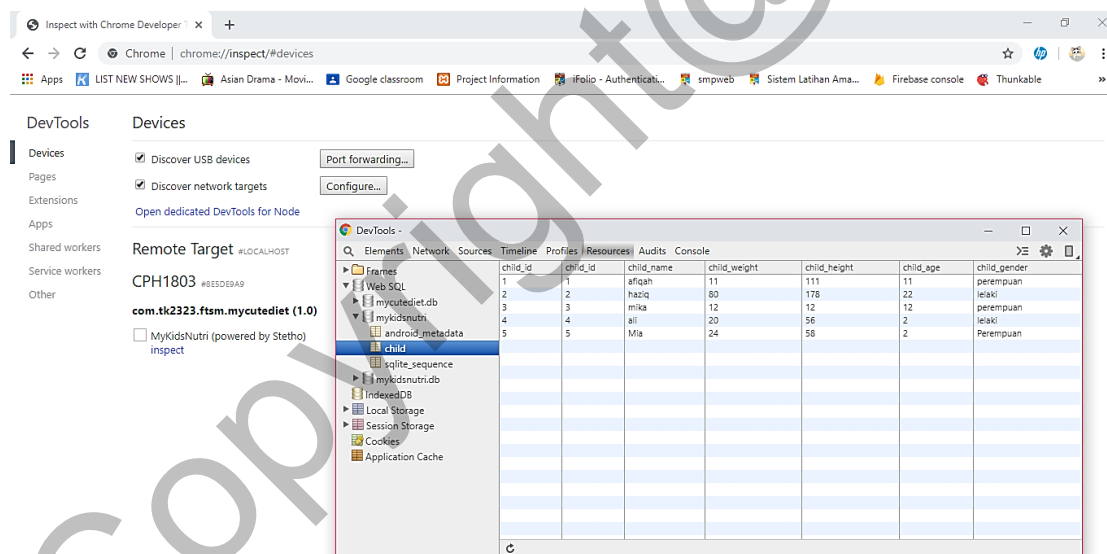 Inspect with Chrome Developer T
Chrome | chrome://inspect/#devices
Apps LIST NEW SHOWS ||... Asian Drama - Movi... Google classroom Project Information iFolio - Authenticati... smpweb Sistem Latihan Ama... Firebase console Thunkable »
DevTools
Devices
Pages
Extensions
Apps
Shared workers
Service workers
Other
Devices
Discover USB devices Port forwarding...
Discover network targets Configure...
Open dedicated DevTools for Node
Remote Target #LOCALHOST
CPH1803 #8E5DE9A9
com.tk2323.ftsm.mycutediet (1.0)
MyKidsNutri (powered by Stetho)
inspect
DevTools -
Elements Network Sources Timeline Profiles Resources Audits Console
Frames
Web SQL
mycutediet.db
mykidsnutri
android_metadata
child
sqlite_sequence
mykidsnutri.db
IndexedDB
Local Storage
Session Storage
Cookies
Application Cache
child_id child_id child_name child_weight child_height child_age child_gender
1 1 afiqah 11 111 11 perempuan
2 2 haziq 80 178 22 lelaki
3 3 mika 12 12 12 perempuan
4 4 ali 20 56 2 lelaki
5 5 Mia 24 58 2 Perempuan
Copyright@